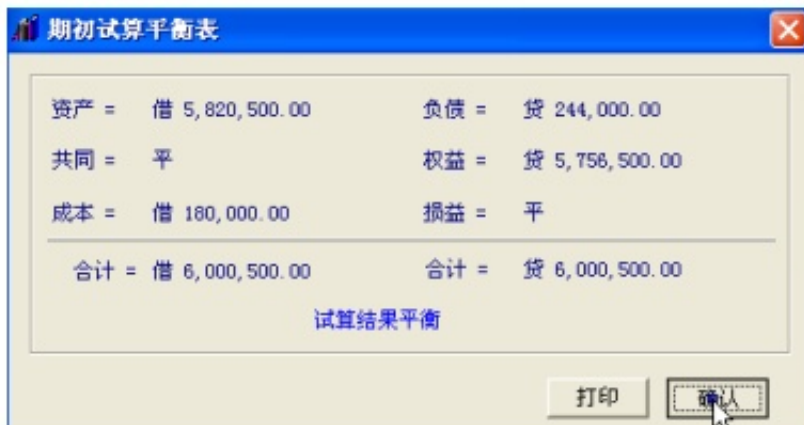 期初试算平衡表
资产 = 借 5,820,500.00 负债 = 贷 244,000.00
共同 = 平 权益 = 贷 5,756,500.00
成本 = 借 180,000.00 损益 = 平
合计 = 借 6,000,500.00 合计 = 贷 6,000,500.00
试算结果平衡
打印 确认